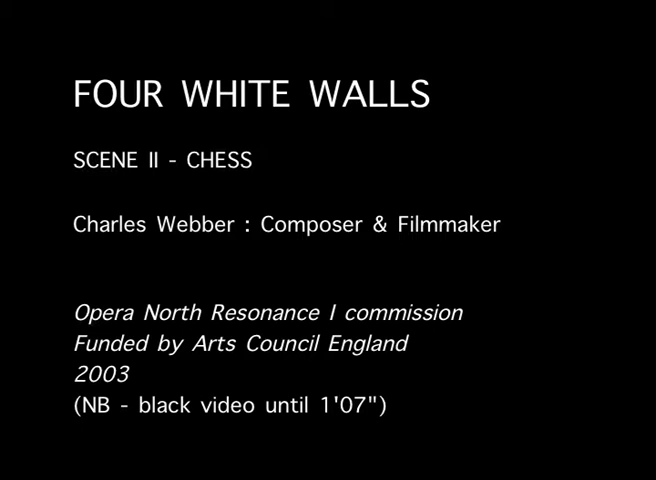 FOUR WHITE WALLS
SCENE II - CHESS
Charles Webber : Composer & Filmmaker
Opera North Resonance I commission
Funded by Arts Council England
2003
(NB - black video until 1'07")